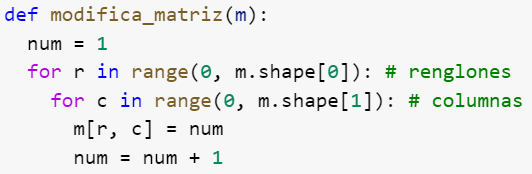 def modifica_matriz(m):
  num = 1
  for r in range(0, m.shape[0]): # renglones
    for c in range(0, m.shape[1]): # columnas
      m[r, c] = num
      num = num + 1